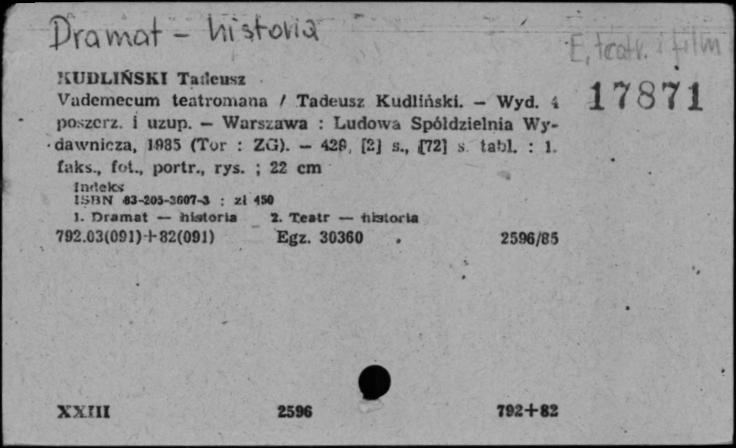 Dramat - historia
E, teatr. i film
KUDLIŃSKI Tadeusz
17871
Vademecum teatromana / Tadeusz Kudliński. — Wyd. 4
poszerz. i uzup. — Warszawa : Ludowa Spółdzielnia Wy-
dawnicza, 1985 (Tor : ZG). — 429, [2] s., [72] s. tabl. : 1.
faks., fot., portr., rys. ; 22 cm
Indeks
ISBN 83-205-3607-3 : zł 450
1. Dramat — historia 2. Teatr — historia
792.03(091)+82(091) Egz. 30360 2596/85
XXIII 2596 792+82